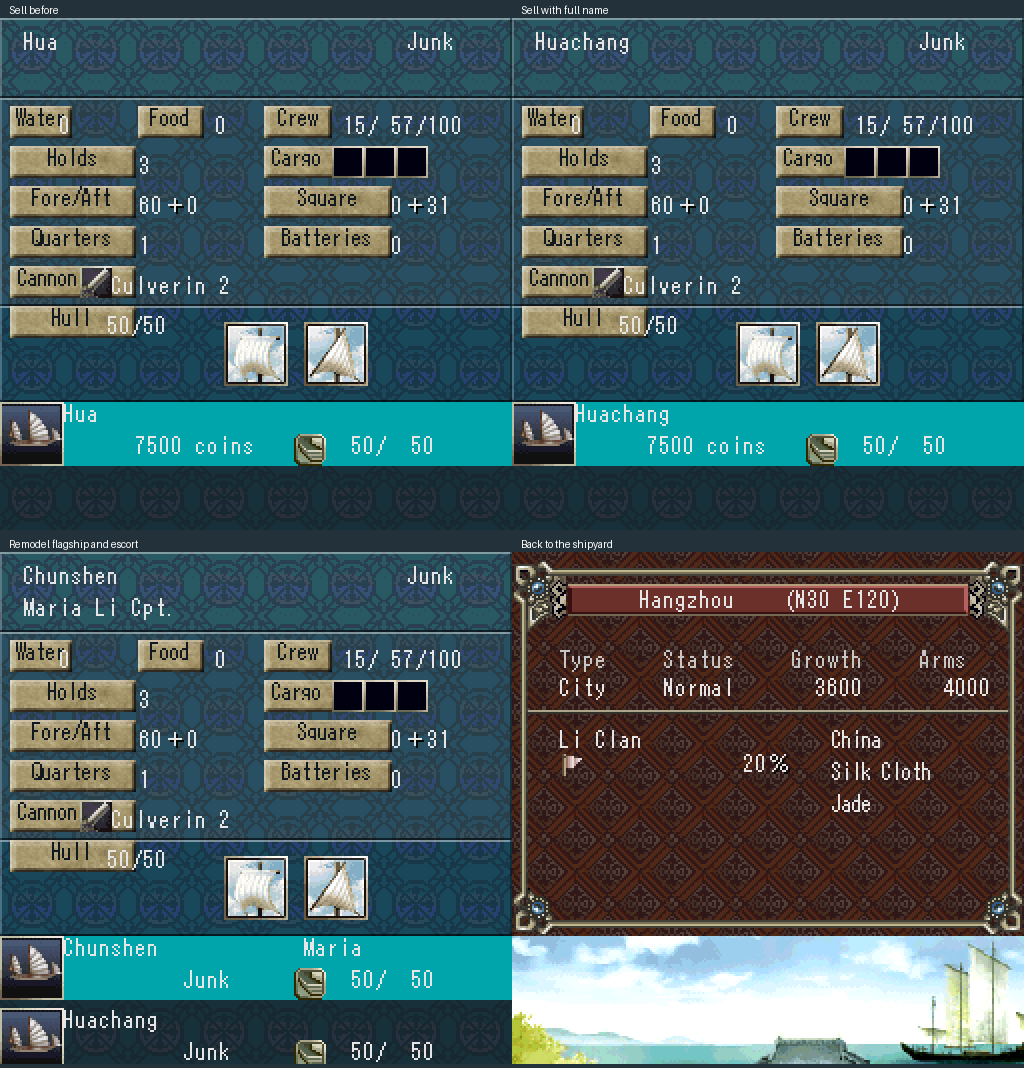 Sell before
Hua Junk
Water 0 Food 0 Crew 15/ 57/100
Holds 3 Cargo
Fore/Aft 60+0 Square 0+31
Quarters 1 Batteries 0
Cannon Culverin 2
Hull 50/50
Hua
7500 coins 50/ 50
Sell with full name
Huachang Junk
Water 0 Food 0 Crew 15/ 57/100
Holds 3 Cargo
Fore/Aft 60+0 Square 0+31
Quarters 1 Batteries 0
Cannon Culverin 2
Hull 50/50
Huachang
7500 coins 50/ 50
Remodel flagship and escort
Chunshen Junk
Maria Li Cpt.
Water 0 Food 0 Crew 15/ 57/100
Holds 3 Cargo
Fore/Aft 60+0 Square 0+31
Quarters 1 Batteries 0
Cannon Culverin 2
Hull 50/50
Chunshen Maria
Junk 50/ 50
Huachang
Junk 50/ 50
Back to the shipyard
Hangzhou (N30 E120)
Type Status Growth Arms
City Normal 3600 4000
Li Clan China
20% Silk Cloth
Jade